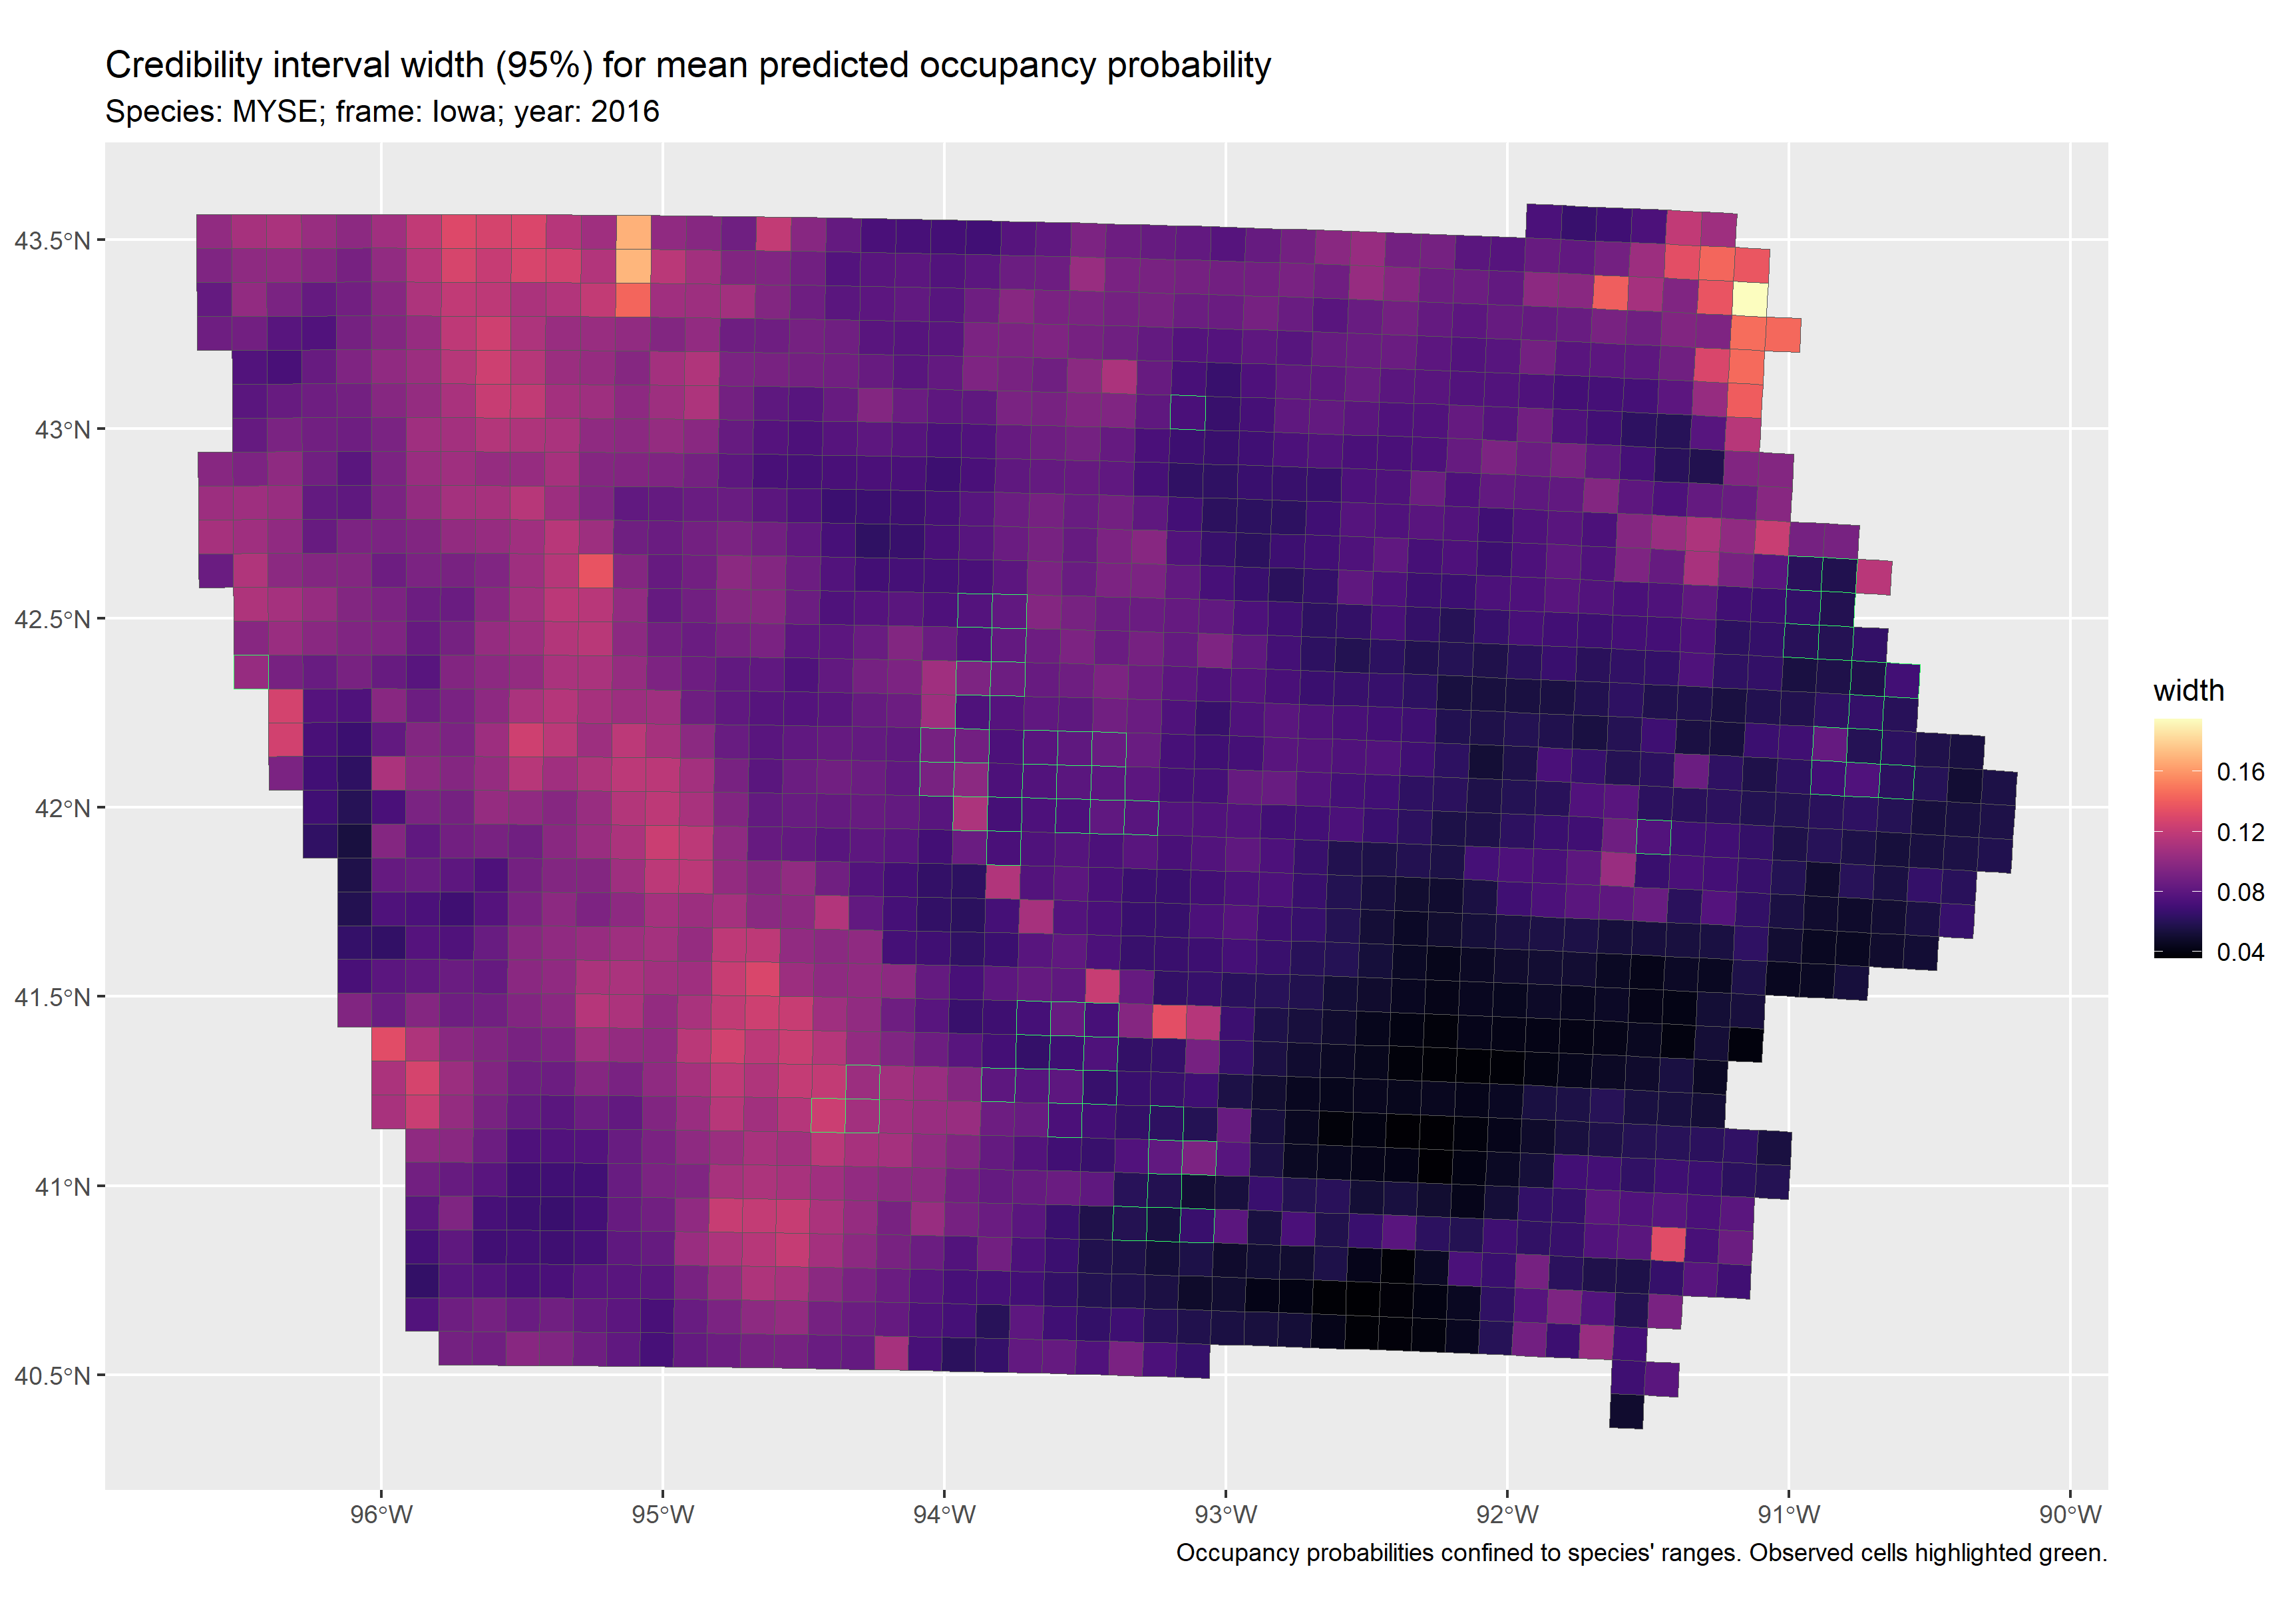 Credibility interval width (95%) for mean predicted occupancy probability
Species: MYSE; frame: Iowa; year: 2016
43.5°N
43°N
42.5°N
42°N
41.5°N
41°N
40.5°N
width
0.16
0.12
0.08
0.04
96°W
95°W
94°W
93°W
92°W
91°W
90°W
Occupancy probabilities confined to species' ranges. Observed cells highlighted green.